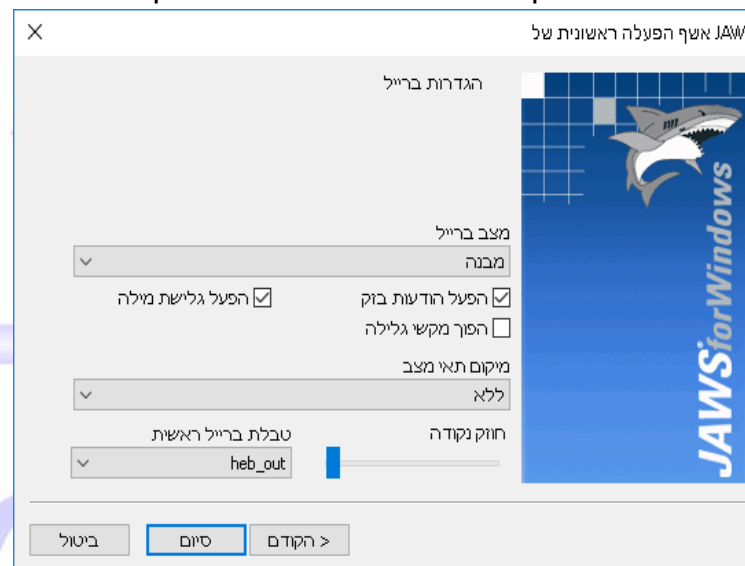 JAW אשף הפעלה ראשונית של
הגדרות ברייל
JAWS for Windows
מצב ברייל
מבנה
הפעל הודעות בזק
הפעל גלישת מילה
הפוך מקשי גלילה
מיקום תאי מצב
ללא
חוזק נקודה
טבלת ברייל ראשית
heb_out
< הקודם
סיום
ביטול